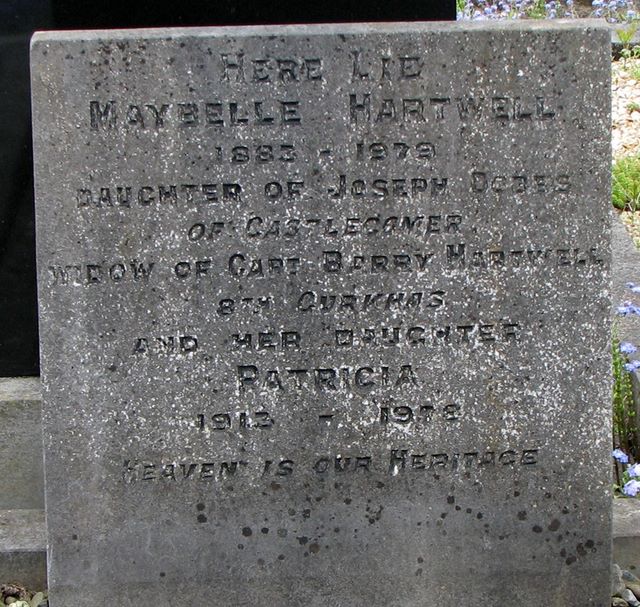 Here Lie
Maybelle Hartwell
1883 - 1979
Daughter of Joseph Dobbs
of Castlecomer
Widow of Capt Barry Hartwell
8th Gurkhas
and her daughter
Patricia
1913 - 1978
Heaven is our Heritage